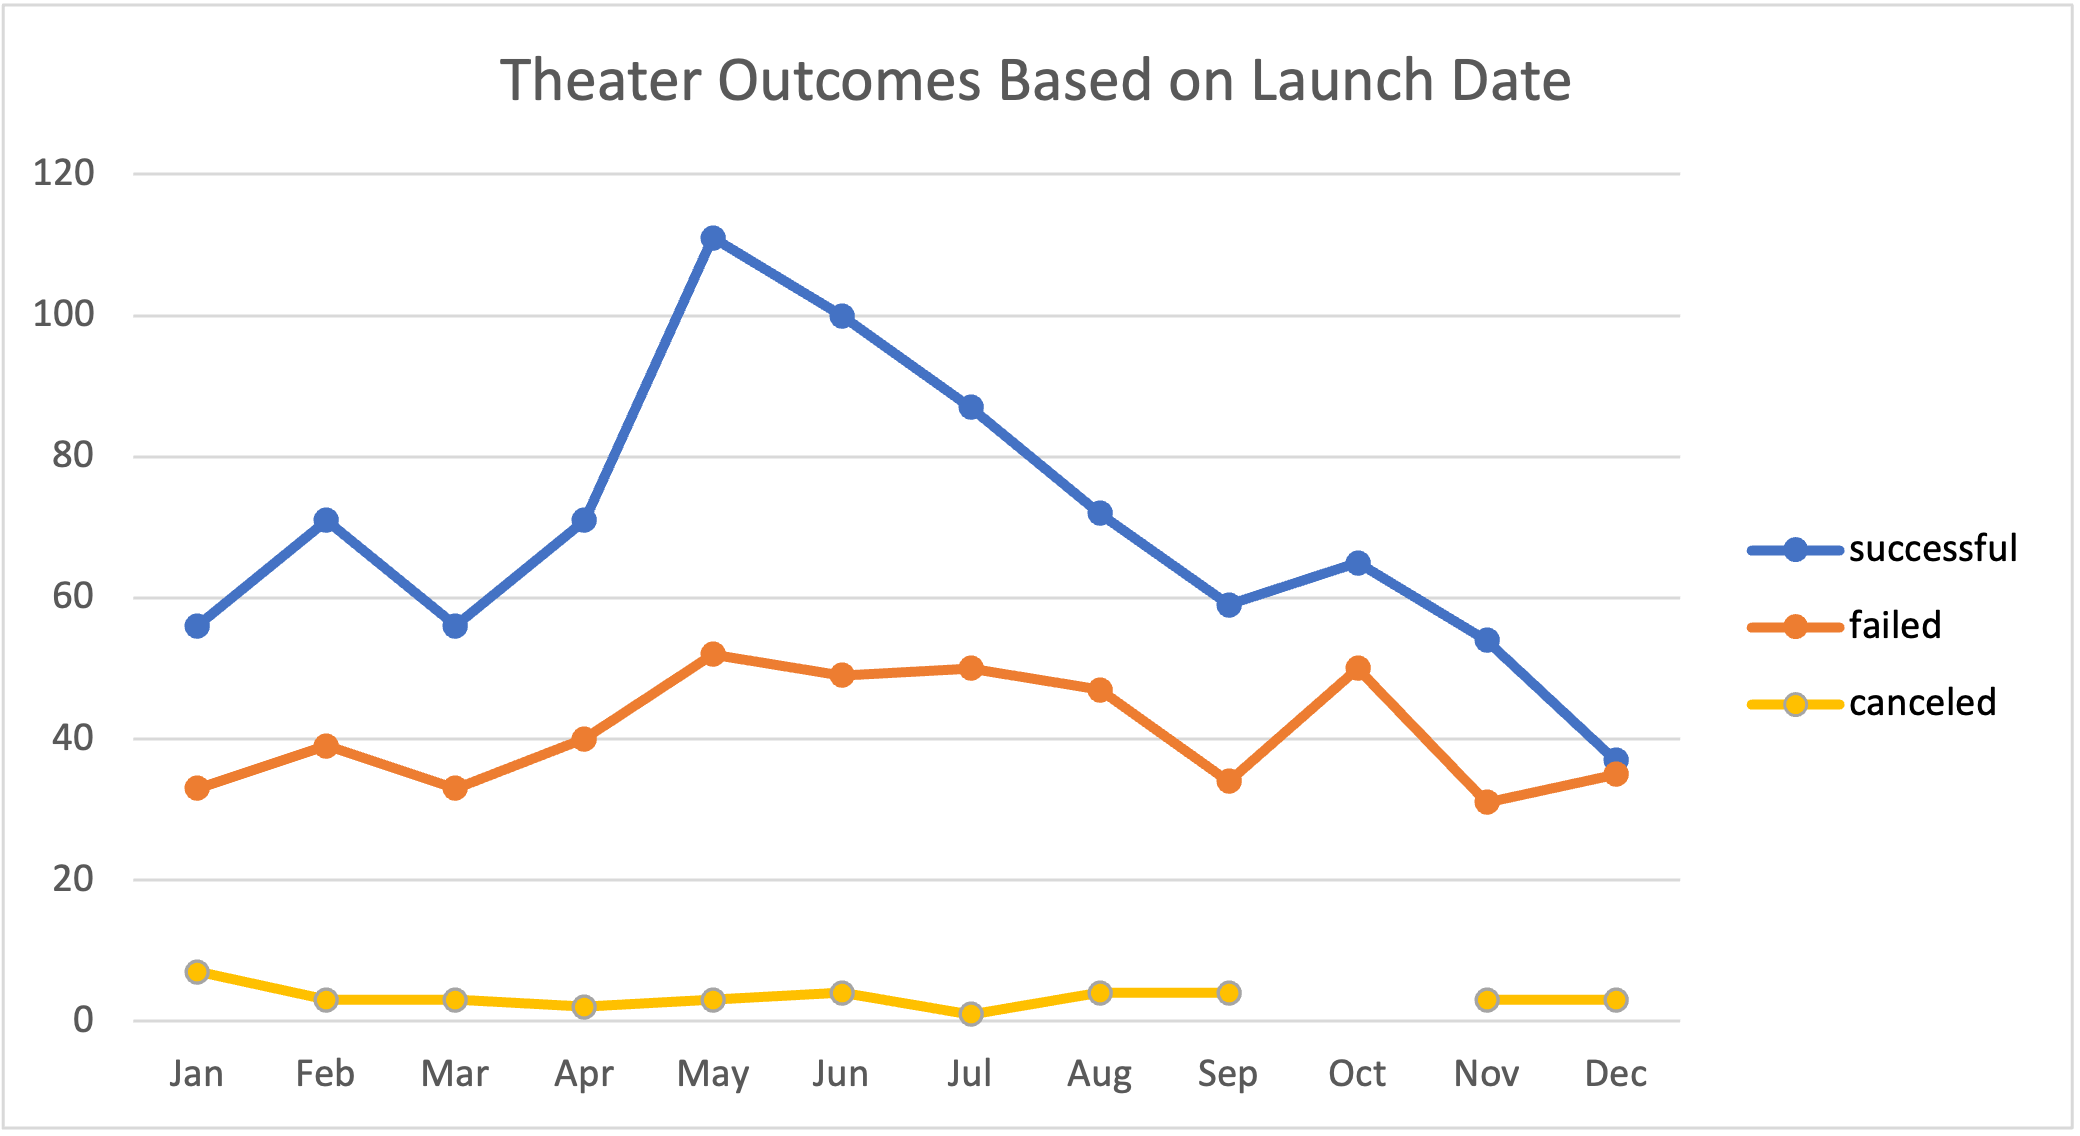 Theater Outcomes Based on Launch Date
120
100
80
60
40
20
0
Jan Feb Mar Apr May Jun Jul Aug Sep Oct Nov Dec
successful
failed
canceled